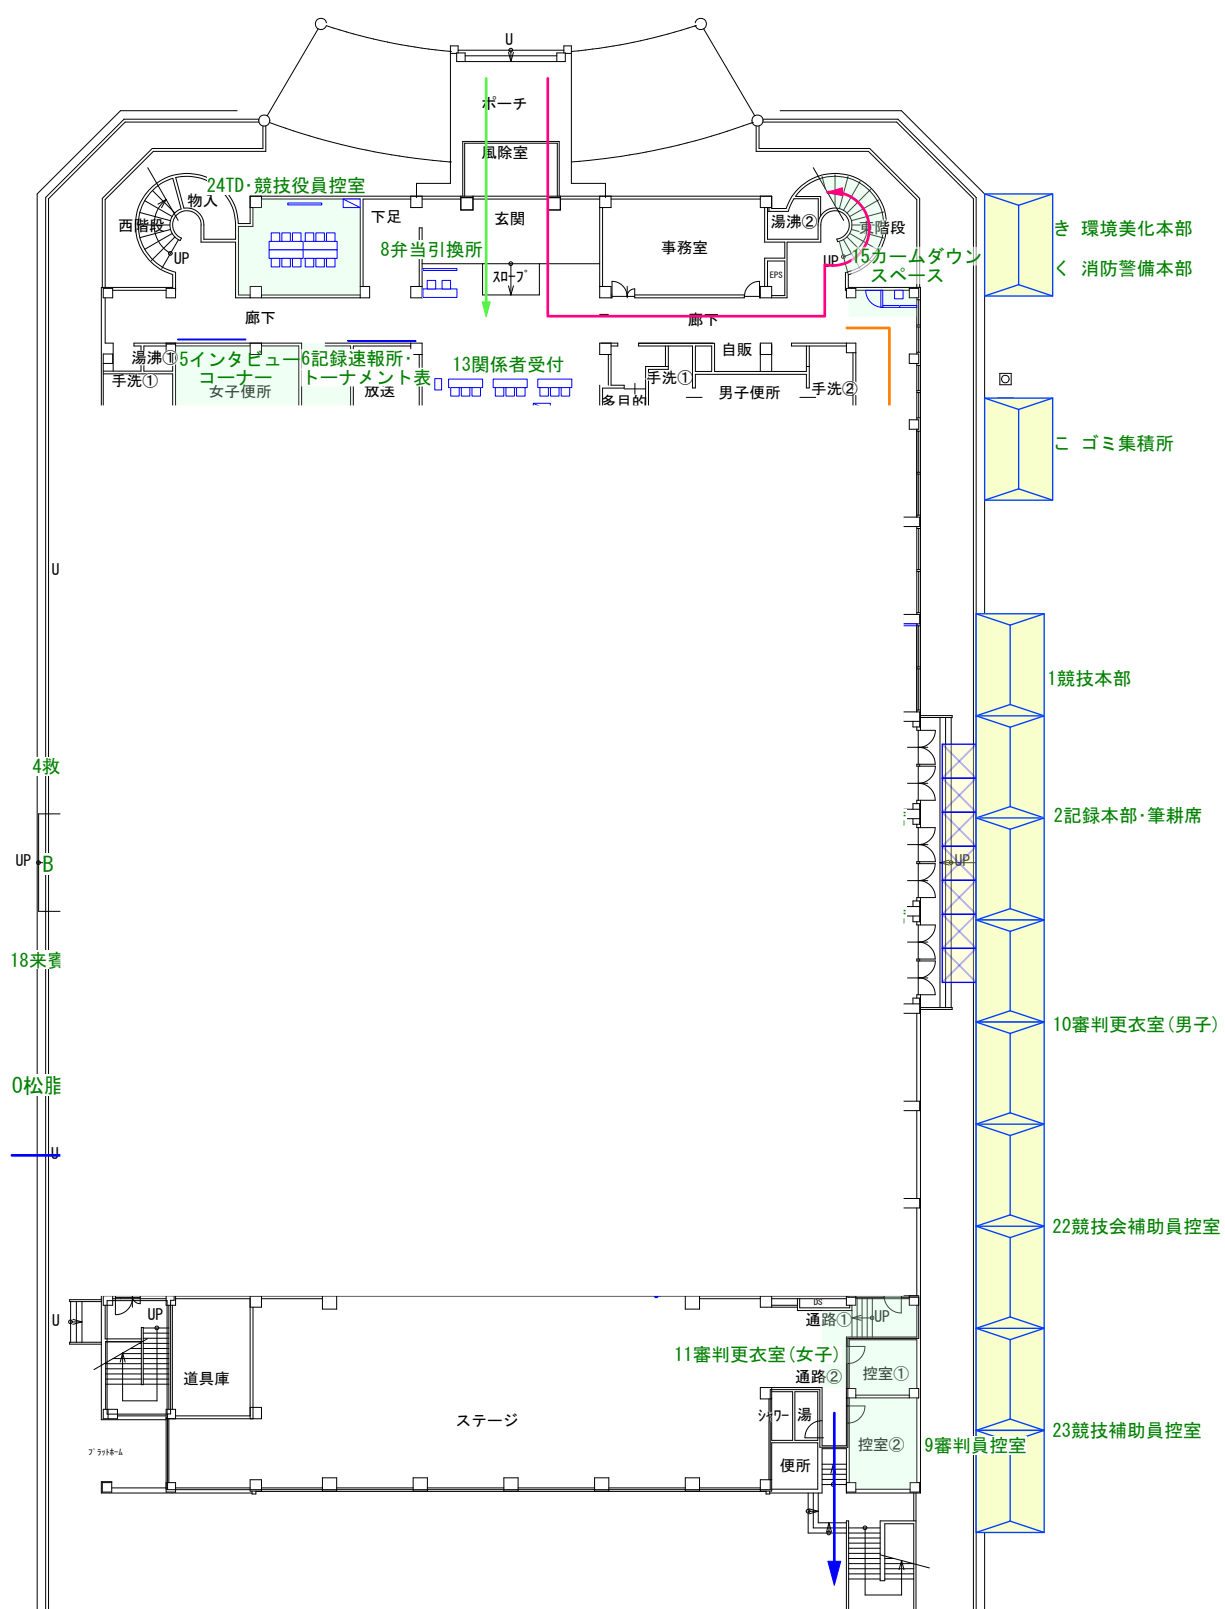 U
ポーチ
風除室
24TD・競技役員控室
物入
下足
玄関
湯沸②
西階段
東階段
事務室
8弁当引換所
UP
UP
15カームダウン
スペース
スロープ
EPS
き 環境美化本部
く 消防警備本部
廊下
廊下
湯沸①
5インタビュー
コーナー
6記録速報所・
トーナメント表
13関係者受付
自販
手洗①
女子便所
放送
手洗①
男子便所
手洗②
多目的
こ ゴミ集積所
U
1競技本部
4救
2記録本部・筆耕席
UP
B
UP
18来賓
10審判更衣室(男子)
0松脂
U
22競技会補助員控室
U
UP
DS
通路①
UP
11審判更衣室(女子)
通路②
控室①
道具庫
ステージ
シャワー
湯
控室②
9審判員控室
23競技補助員控室
プラットホーム
便所